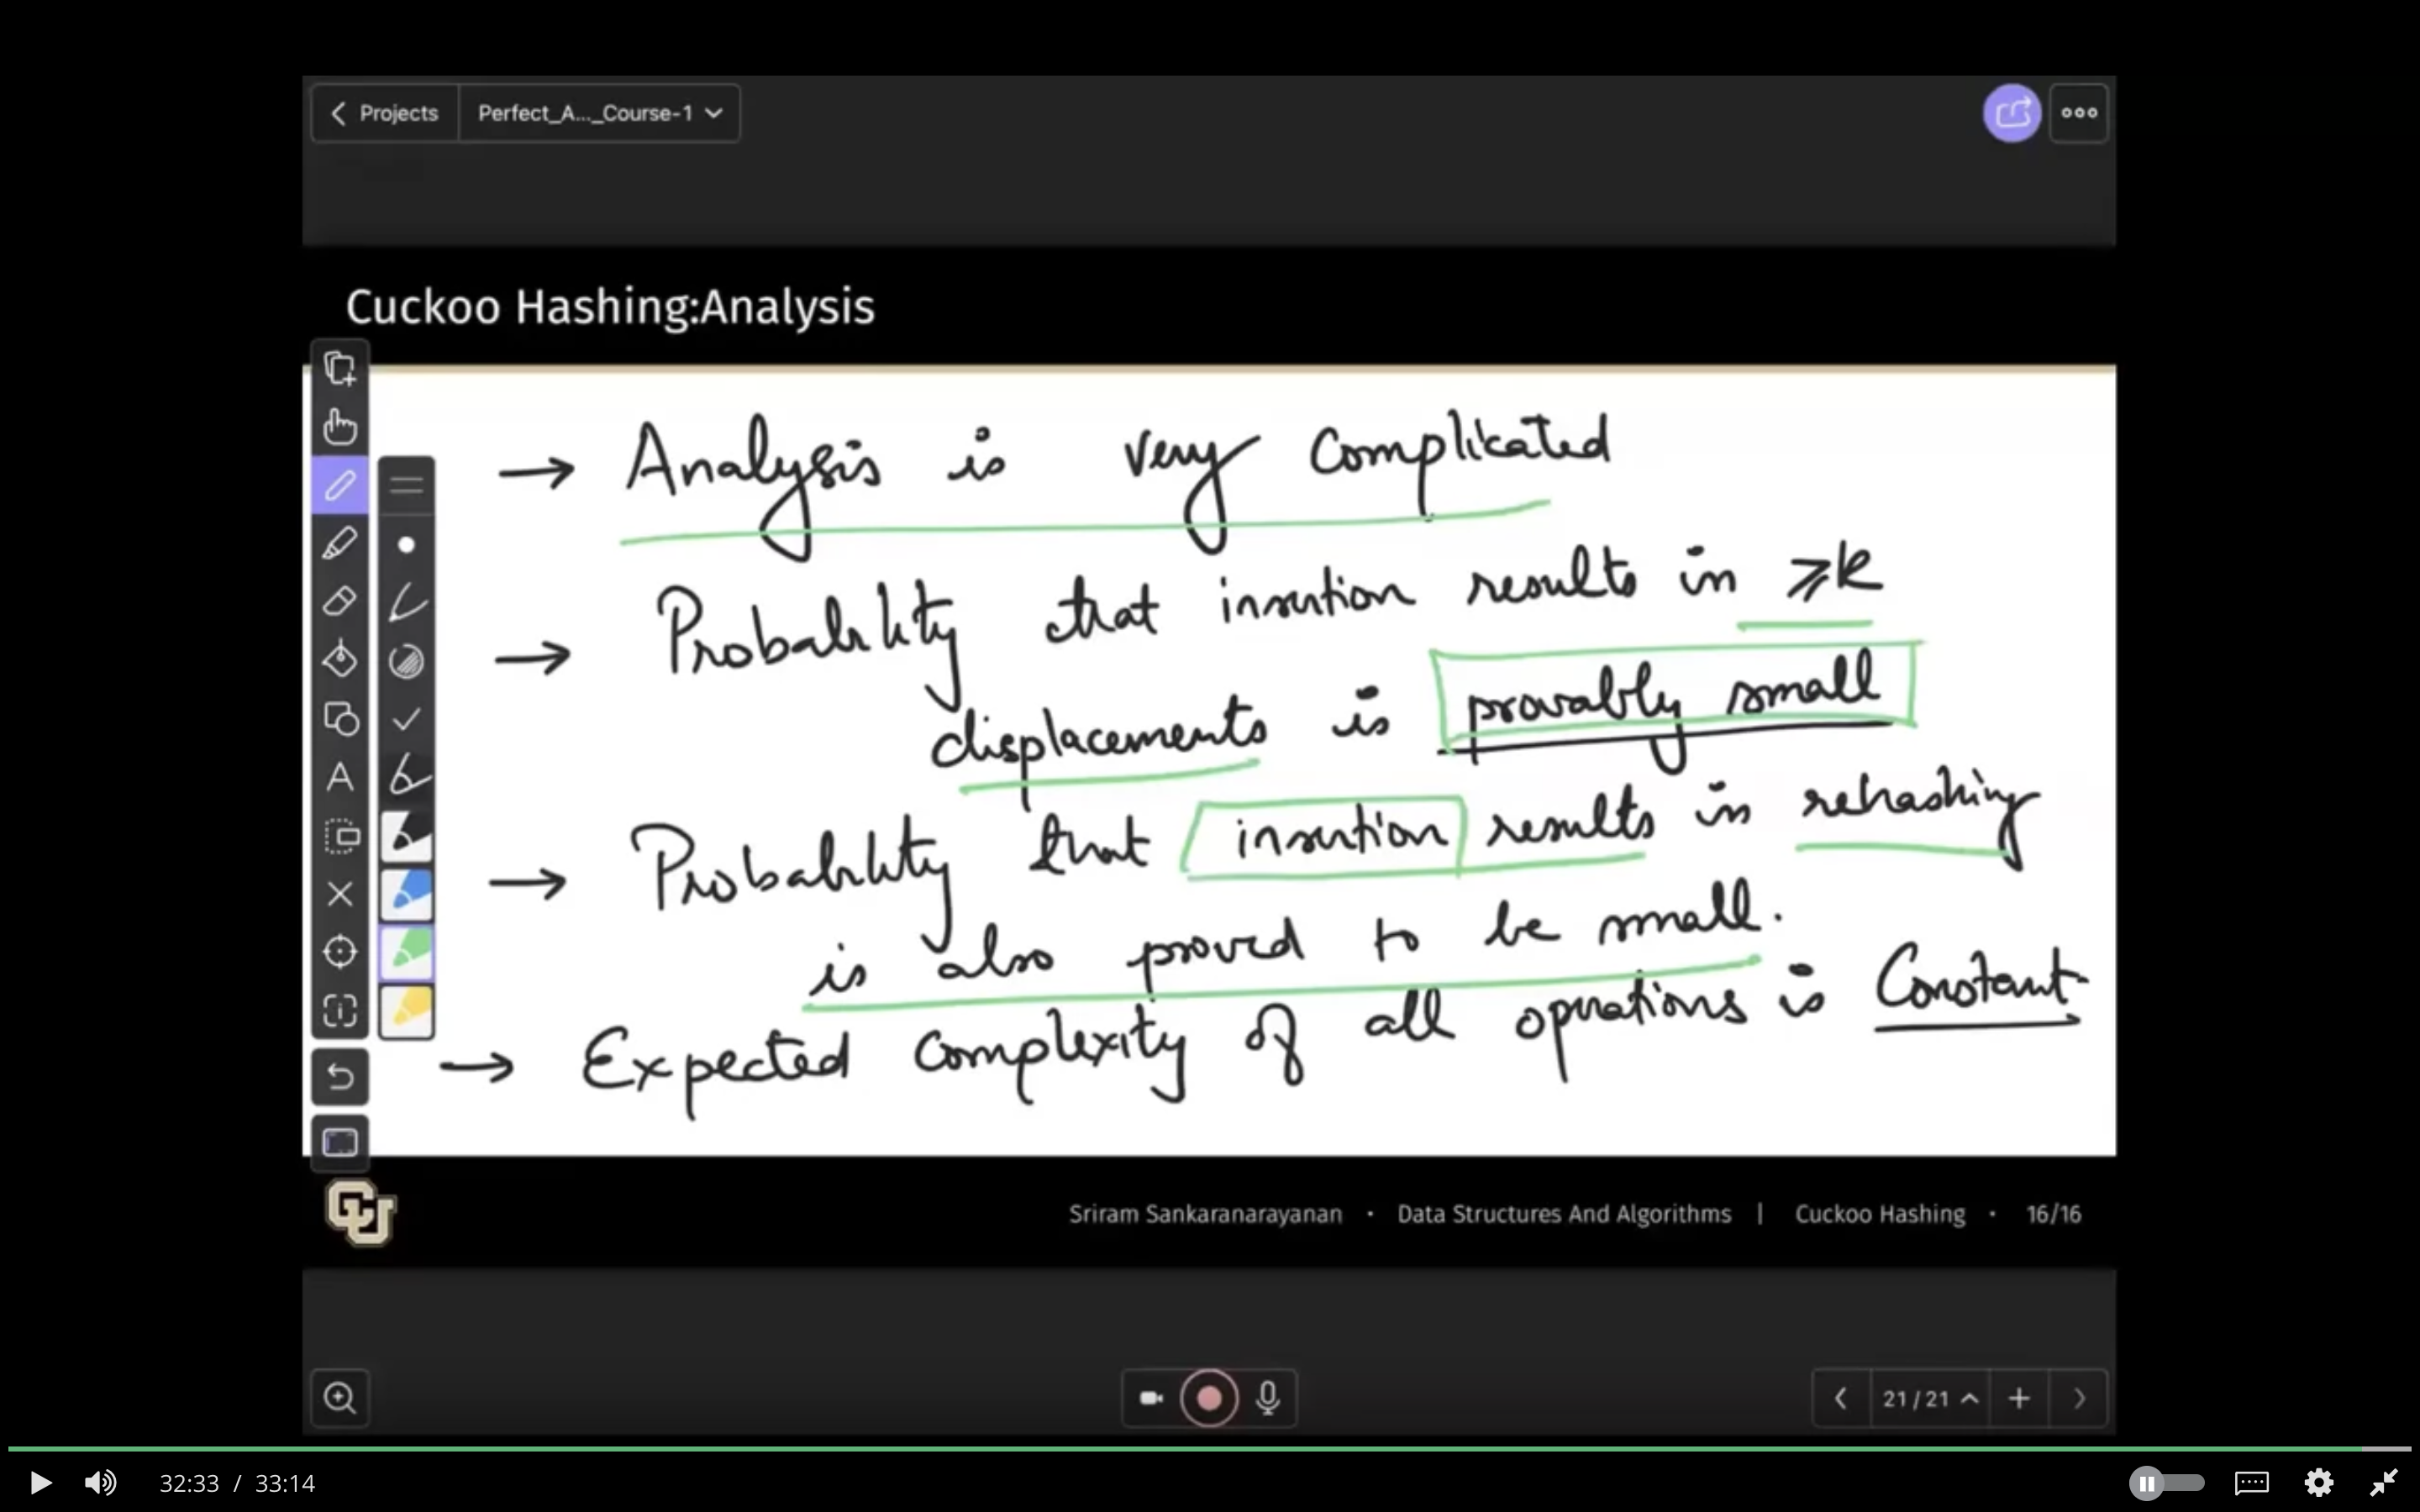 Projects Perfect_A..._Course-1
Cuckoo Hashing:Analysis
→ Analysis is very Complicated
→ Probability that insertion results in ⩾k
displacements is provably small
→ Probability that insertion results in rehashing
is also proved to be small.
→ Expected Complexity of all operations is Constant
CU
Sriram Sankaranarayanan • Data Structures And Algorithms | Cuckoo Hashing • 16/16
21/21
32:33 / 33:14